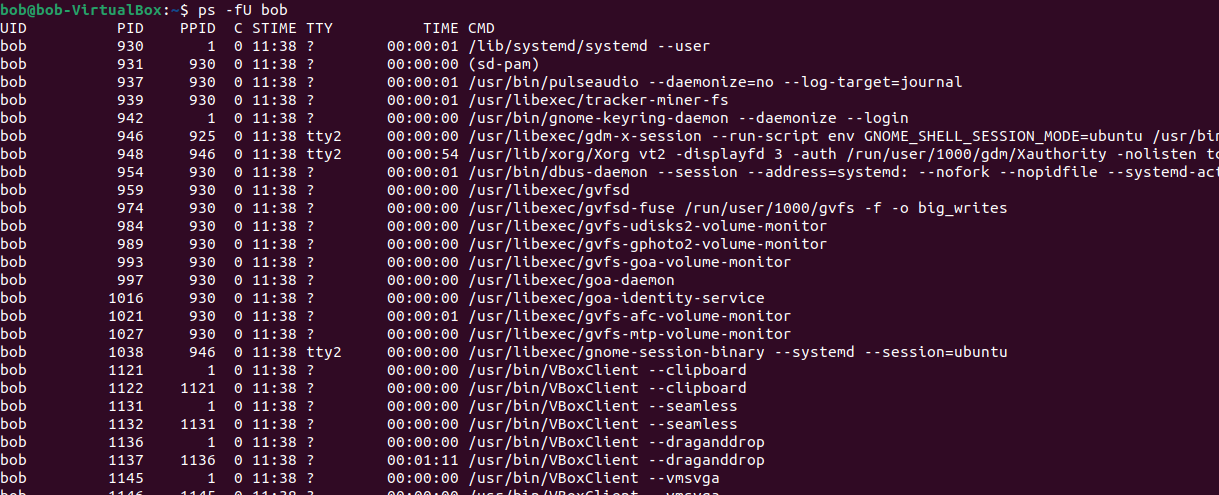 bob@bob-VirtualBox:~$ ps -fU bob
UID          PID    PPID  C STIME TTY          TIME CMD
bob          930       1  0 11:38 ?        00:00:01 /lib/systemd/systemd --user
bob          931     930  0 11:38 ?        00:00:00 (sd-pam)
bob          937     930  0 11:38 ?        00:00:01 /usr/bin/pulseaudio --daemonize=no --log-target=journal
bob          939     930  0 11:38 ?        00:00:01 /usr/libexec/tracker-miner-fs
bob          942       1  0 11:38 ?        00:00:00 /usr/bin/gnome-keyring-daemon --daemonize --login
bob          946     925  0 11:38 tty2     00:00:00 /usr/libexec/gdm-x-session --run-script env GNOME_SHELL_SESSION_MODE=ubuntu /usr/bin
bob          948     946  0 11:38 tty2     00:00:54 /usr/lib/xorg/Xorg vt2 -displayfd 3 -auth /run/user/1000/gdm/Xauthority -nolisten
bob          954     930  0 11:38 ?        00:00:01 /usr/bin/dbus-daemon --session --address=systemd: --nofork --nopidfile --systemd-act
bob          959     930  0 11:38 ?        00:00:00 /usr/libexec/gvfsd
bob          974     930  0 11:38 ?        00:00:00 /usr/libexec/gvfsd-fuse /run/user/1000/gvfs -f -o big_writes
bob          984     930  0 11:38 ?        00:00:00 /usr/libexec/gvfs-udisks2-volume-monitor
bob          989     930  0 11:38 ?        00:00:00 /usr/libexec/gvfs-gphoto2-volume-monitor
bob          993     930  0 11:38 ?        00:00:00 /usr/libexec/gvfs-goa-volume-monitor
bob          997     930  0 11:38 ?        00:00:00 /usr/libexec/goa-daemon
bob         1016     930  0 11:38 ?        00:00:00 /usr/libexec/goa-identity-service
bob         1021     930  0 11:38 ?        00:00:01 /usr/libexec/gvfs-afc-volume-monitor
bob         1027     930  0 11:38 ?        00:00:00 /usr/libexec/gvfs-mtp-volume-monitor
bob         1038     946  0 11:38 tty2     00:00:00 /usr/libexec/gnome-session-binary --systemd --session=ubuntu
bob         1121       1  0 11:38 ?        00:00:00 /usr/bin/VBoxClient --clipboard
bob         1122    1121  0 11:38 ?        00:00:00 /usr/bin/VBoxClient --clipboard
bob         1131       1  0 11:38 ?        00:00:00 /usr/bin/VBoxClient --seamless
bob         1132    1131  0 11:38 ?        00:00:00 /usr/bin/VBoxClient --seamless
bob         1136       1  0 11:38 ?        00:00:00 /usr/bin/VBoxClient --draganddrop
bob         1137    1136  0 11:38 ?        00:01:11 /usr/bin/VBoxClient --draganddrop
bob         1145       1  0 11:38 ?        00:00:00 /usr/bin/VBoxClient --vmsvga
bob         1146    1145  0 11:38 ?        00:00:00 /usr/bin/VBoxClient --vmsvga